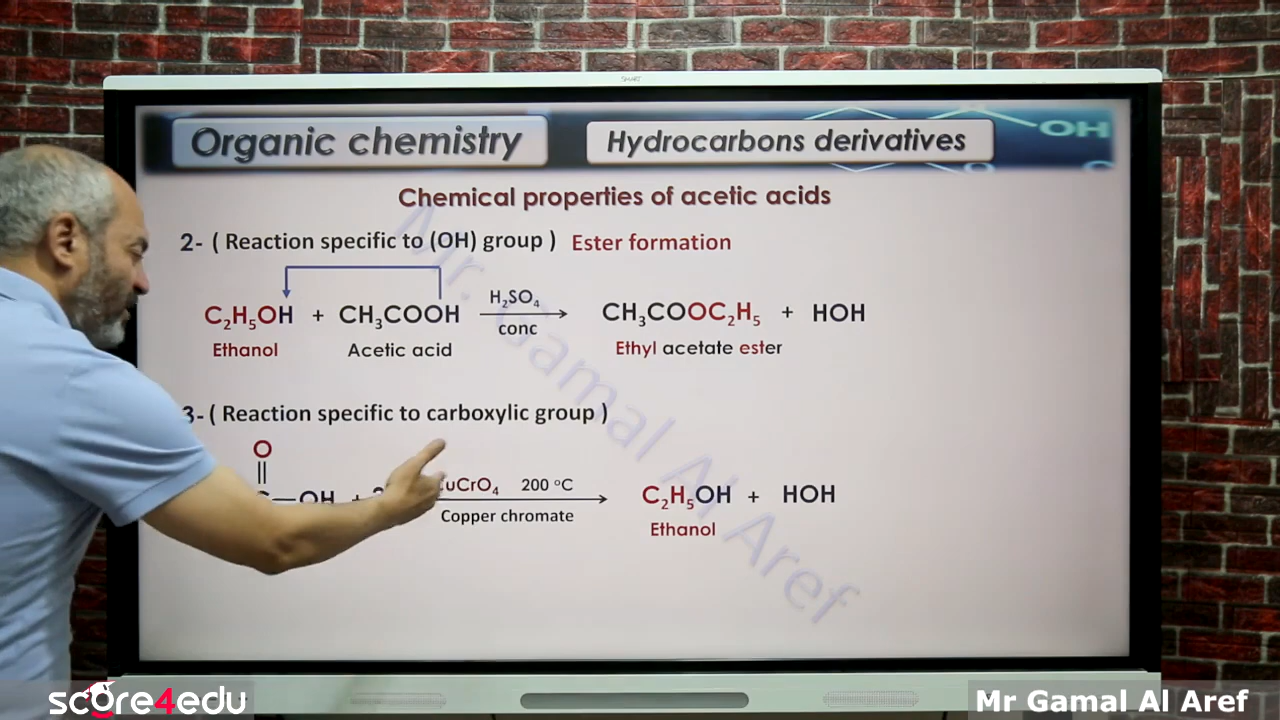 SMART
Organic chemistry
Hydrocarbons derivatives
OH
O
Chemical properties of acetic acids
2- ( Reaction specific to (OH) group ) Ester formation
C₂H₅OH + CH₃COOH H₂SO₄ conc CH₃COOC₂H₅ + HOH
Ethanol Acetic acid Ethyl acetate ester
3- ( Reaction specific to carboxylic group )
O
OH + CuCrO₄ 200 °C C₂H₅OH + HOH
Copper chromate
Ethanol
Mr. Gamal Al Aref
score4edu
Mr Gamal Al Aref